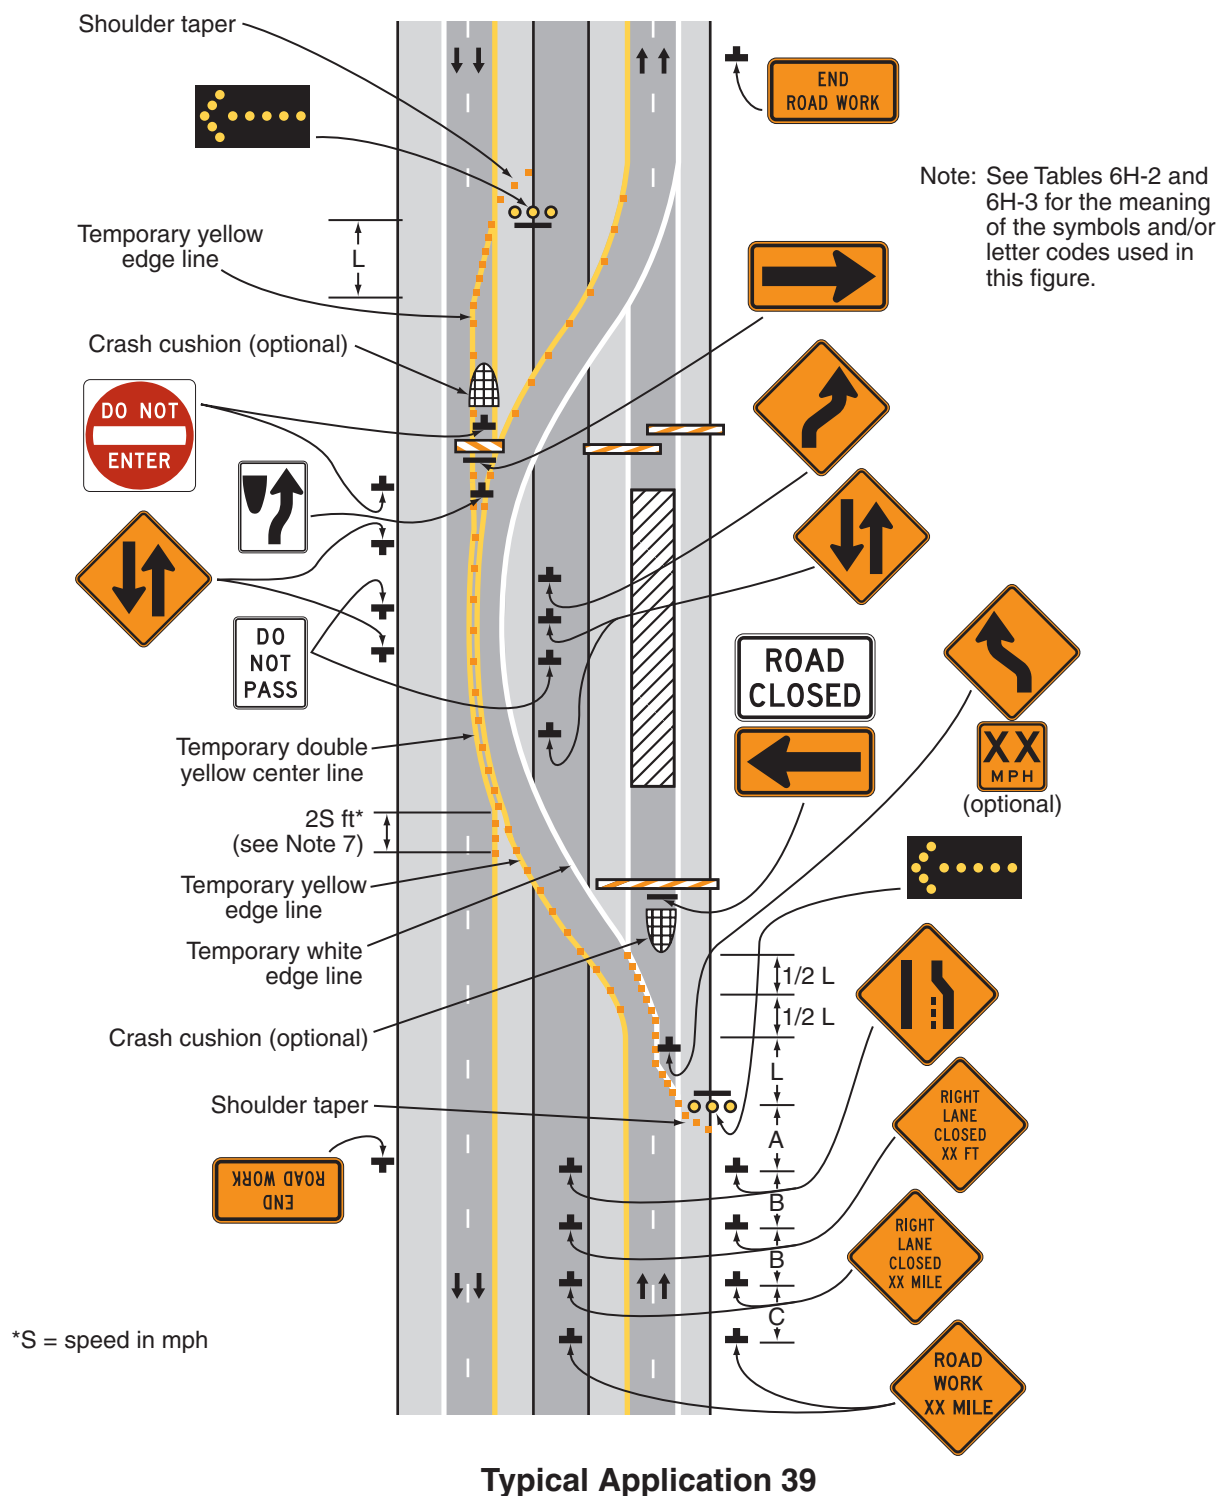 Shoulder taper
END
ROAD WORK
Note: See Tables 6H-2 and
6H-3 for the meaning
of the symbols and/or
letter codes used in
this figure.
Temporary yellow
edge line
L
Crash cushion (optional)
DO NOT
ENTER
DO
NOT
PASS
ROAD
CLOSED
XX
MPH
(optional)
Temporary double
yellow center line
2S ft*
(see Note 7)
Temporary yellow
edge line
Temporary white
edge line
1/2 L
1/2 L
Crash cushion (optional)
L
Shoulder taper
A
RIGHT
LANE
CLOSED
XX FT
END
ROAD WORK
B
B
RIGHT
LANE
CLOSED
XX MILE
C
*S = speed in mph
ROAD
WORK
XX MILE
Typical Application 39